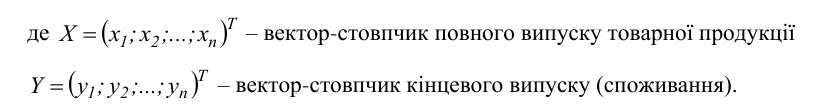 де X = (x₁; x₂;...; xₙ)ᵀ – вектор-стовпчик повного випуску товарної продукції
Y = (y₁; y₂;...; yₙ)ᵀ – вектор-стовпчик кінцевого випуску (споживання).